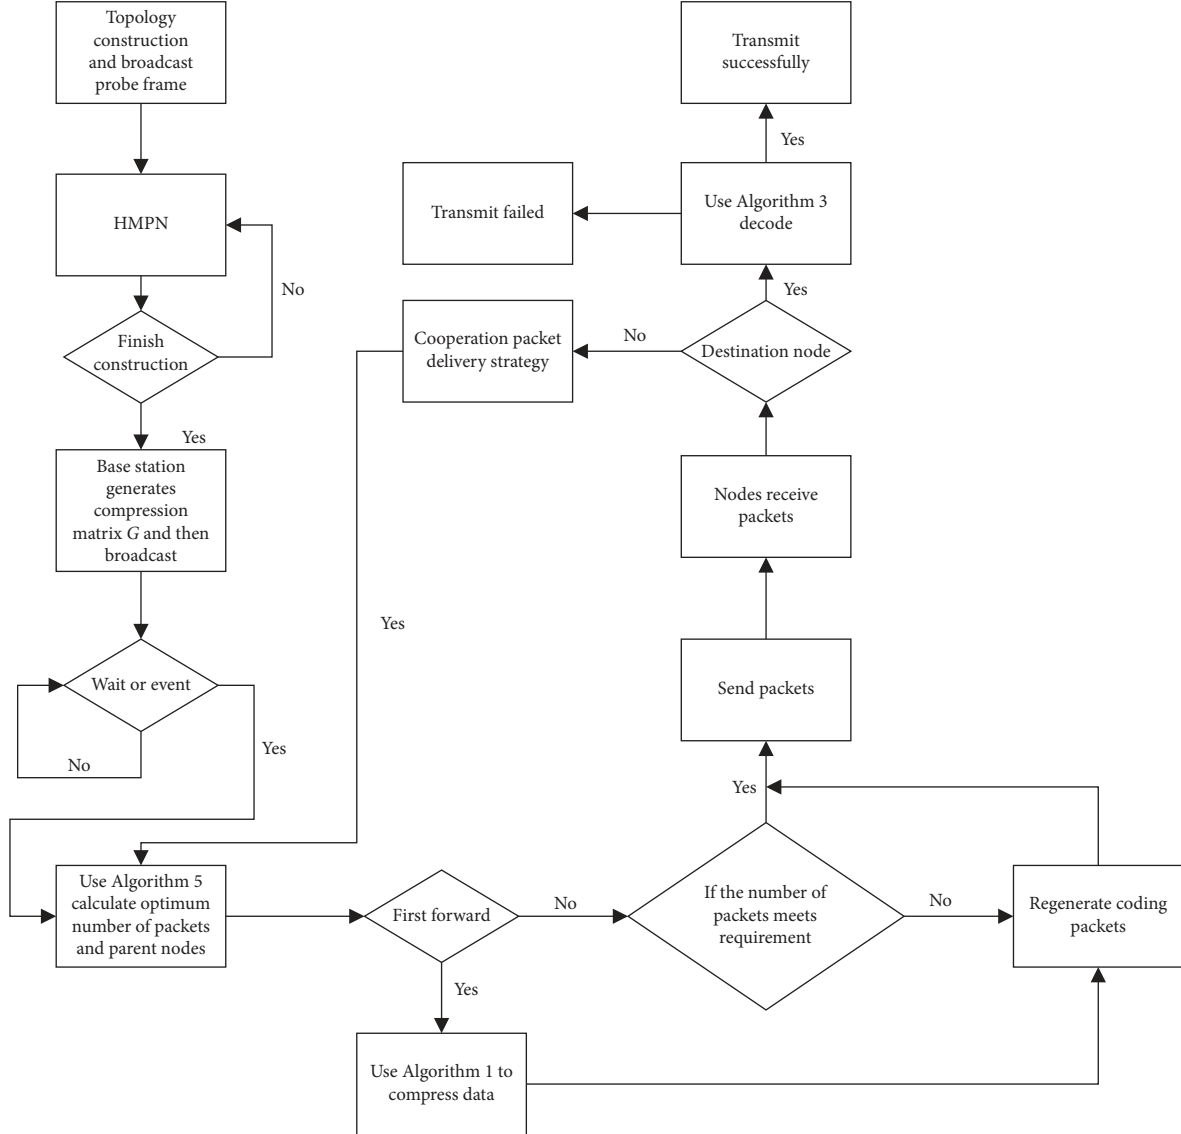 Topology
construction
and broadcast
probe frame
HMPN
No
Finish
construction
Yes
Base station
generates
compression
matrix G and then
broadcast
Wait or event
No
Yes
Use Algorithm 5
calculate optimum
number of packets
and parent nodes
First forward
No
Yes
Use Algorithm 1 to
compress data
If the number of
packets meets
requirement
No
Regenerate coding
packets
Yes
Send packets
Nodes receive
packets
Destination node
No
Cooperation packet
delivery strategy
Yes
Yes
Use Algorithm 3
decode
Transmit failed
Yes
Transmit
successfully